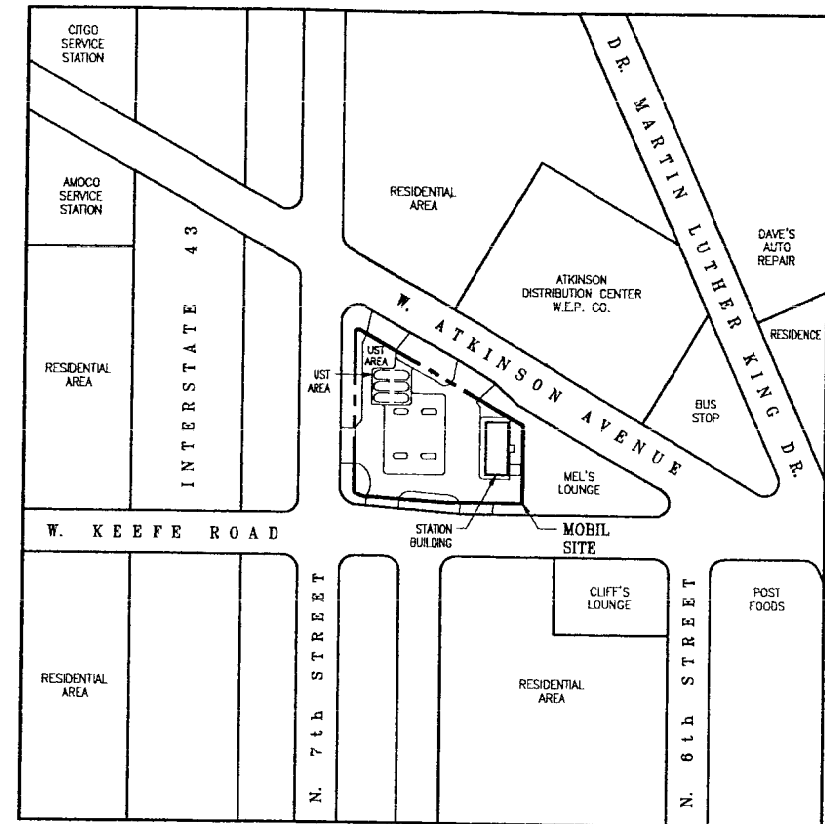 CITGO
SERVICE
STATION
DR. MARTIN LUTHER KING DR.
AMOCO
SERVICE
STATION
RESIDENTIAL
AREA
DAVE'S
AUTO
REPAIR
INTERSTATE 43
ATKINSON
DISTRIBUTION CENTER
W.E.P. CO.
W. ATKINSON AVENUE
RESIDENCE
RESIDENTIAL
AREA
UST
AREA
UST
AREA
BUS
STOP
MEL'S
LOUNGE
W. KEEFE ROAD
STATION
BUILDING
MOBIL
SITE
N. 7th STREET
CLIFF'S
LOUNGE
N. 6th STREET
POST
FOODS
RESIDENTIAL
AREA
RESIDENTIAL
AREA